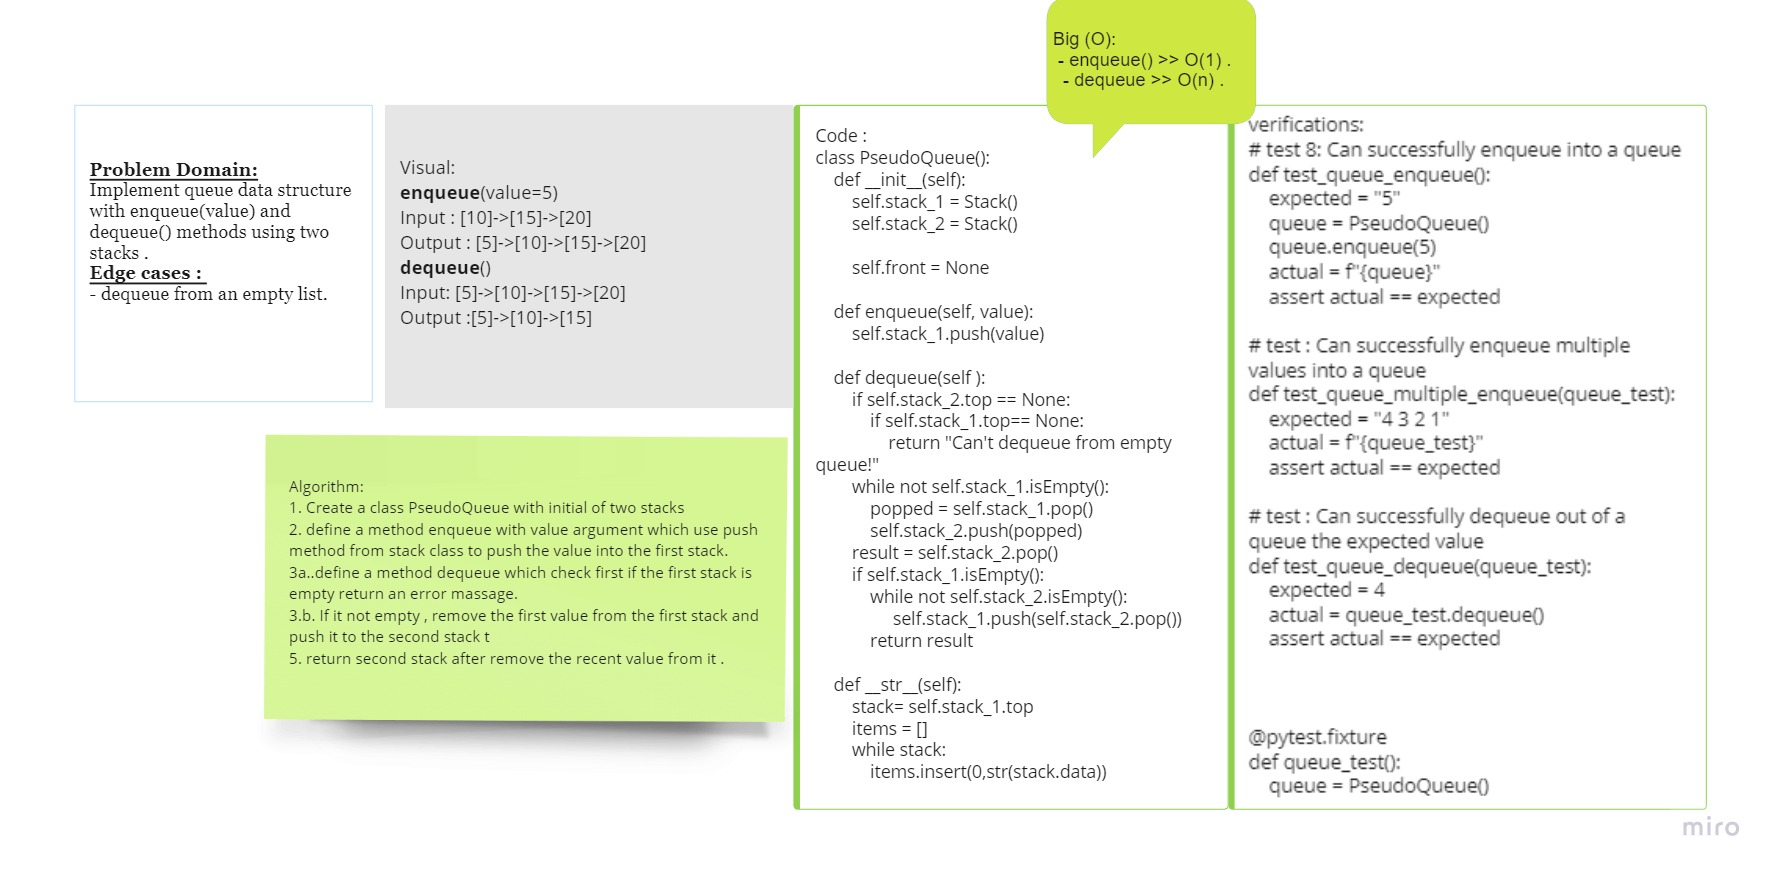 Big (O):
- enqueue() >> O(1) .
- dequeue >> O(n) .
Problem Domain:
Implement queue data structure
with enqueue(value) and
dequeue() methods using two
stacks .
Edge cases :
- dequeue from an empty list.
Visual:
enqueue(value=5)
Input : [10]->[15]->[20]
Output : [5]->[10]->[15]->[20]
dequeue()
Input: [5]->[10]->[15]->[20]
Output :[5]->[10]->[15]
Algorithm:
1. Create a class PseudoQueue with initial of two stacks
2. define a method enqueue with value argument which use push
method from stack class to push the value into the first stack.
3a..define a method dequeue which check first if the first stack is
empty return an error massage.
3.b. If it not empty , remove the first value from the first stack and
push it to the second stack t
5. return second stack after remove the recent value from it .
Code :
class PseudoQueue():
def __init__(self):
self.stack_1 = Stack()
self.stack_2 = Stack()
self.front = None
def enqueue(self, value):
self.stack_1.push(value)
def dequeue(self ):
if self.stack_2.top == None:
if self.stack_1.top== None:
return "Can't dequeue from empty
queue!"
while not self.stack_1.isEmpty():
popped = self.stack_1.pop()
self.stack_2.push(popped)
result = self.stack_2.pop()
if self.stack_1.isEmpty():
while not self.stack_2.isEmpty():
self.stack_1.push(self.stack_2.pop())
return result
def __str__(self):
stack= self.stack_1.top
items = []
while stack:
items.insert(0,str(stack.data))
verifications:
# test 8: Can successfully enqueue into a queue
def test_queue_enqueue():
expected = "5"
queue = PseudoQueue()
queue.enqueue(5)
actual = f"{queue}"
assert actual == expected
# test : Can successfully enqueue multiple
values into a queue
def test_queue_multiple_enqueue(queue_test):
expected = "4 3 2 1"
actual = f"{queue_test}"
assert actual == expected
# test : Can successfully dequeue out of a
queue the expected value
def test_queue_dequeue(queue_test):
expected = 4
actual = queue_test.dequeue()
assert actual == expected
@pytest.fixture
def queue_test():
queue = PseudoQueue()
miro